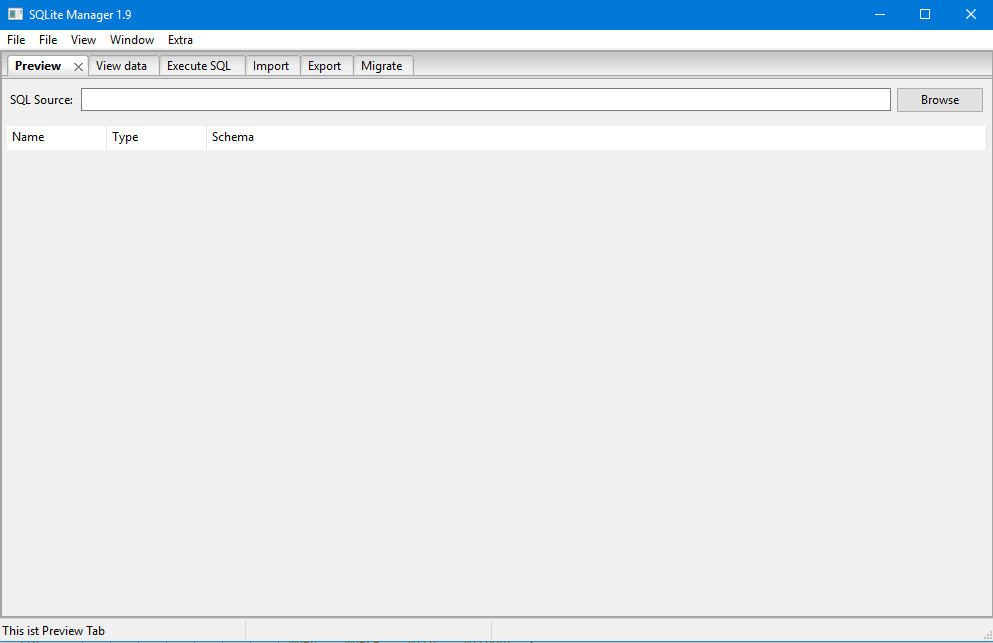 SQLite Manager 1.9
File File View Window Extra
Preview View data Execute SQL Import Export Migrate
SQL Source: Browse
Name Type Schema
This ist Preview Tab